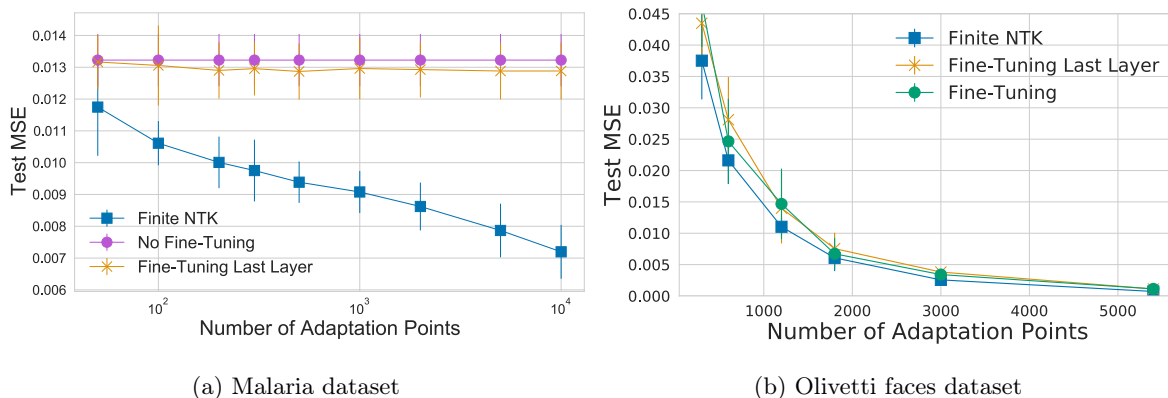 0.014
0.013
0.012
0.011
0.010
0.009
0.008
0.007
0.006
Test MSE
Finite NTK
No Fine-Tuning
Fine-Tuning Last Layer
10²
10³
10⁴
Number of Adaptation Points
(a) Malaria dataset
0.045
0.040
0.035
0.030
0.025
0.020
0.015
0.010
0.005
0.000
Test MSE
Finite NTK
Fine-Tuning Last Layer
Fine-Tuning
1000
2000
3000
4000
5000
Number of Adaptation Points
(b) Olivetti faces dataset